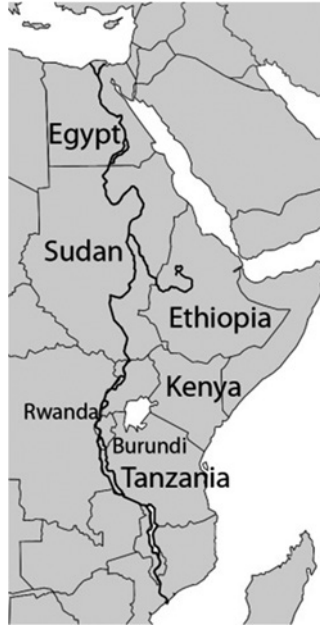 Egypt
Sudan
Ethiopia
Kenya
Rwanda
Burundi
Tanzania